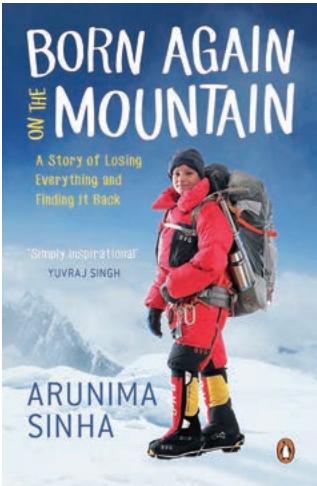 BORN AGAIN
ON THE
MOUNTAIN
A Story of Losing
Everything and
Finding It Back
"Simply inspirational"
YUVRAJ SINGH
ARUNIMA
SINHA